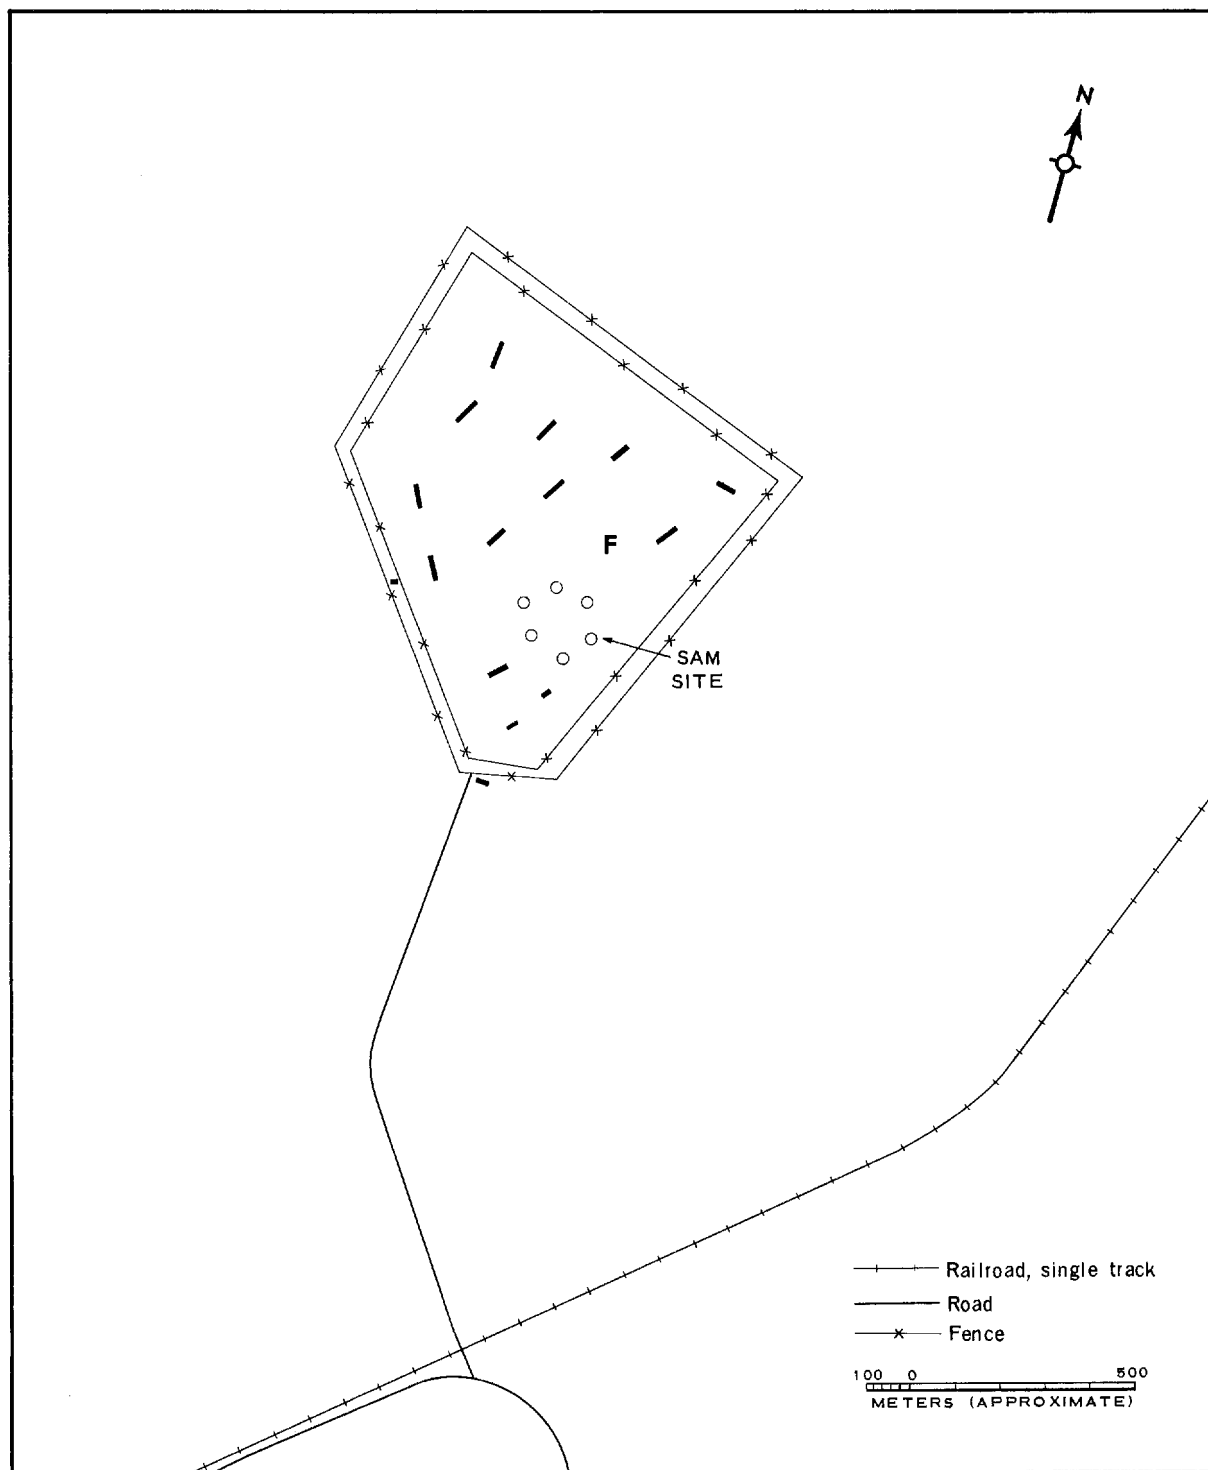 N
F
SAM
SITE
Railroad, single track
Road
Fence
100 0 500
METERS (APPROXIMATE)